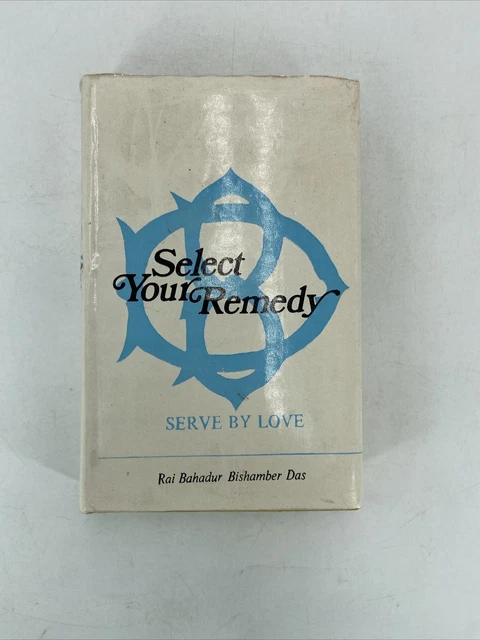 Select
Your Remedy
SERVE BY LOVE
Rai Bahadur Bishamber Das